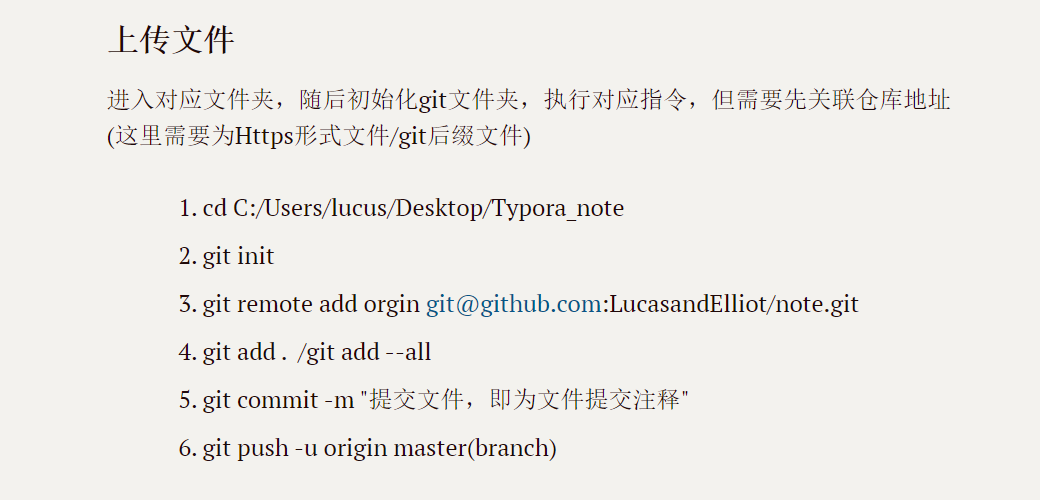 上传文件
进入对应文件夹，随后初始化git文件夹，执行对应指令，但需要先关联仓库地址
(这里需要为Https形式文件/git后缀文件)
1. cd C:/Users/lucus/Desktop/Typora_note
2. git init
3. git remote add orgin git@github.com:LucasandElliot/note.git
4. git add . /git add --all
5. git commit -m "提交文件，即为文件提交注释"
6. git push -u origin master(branch)